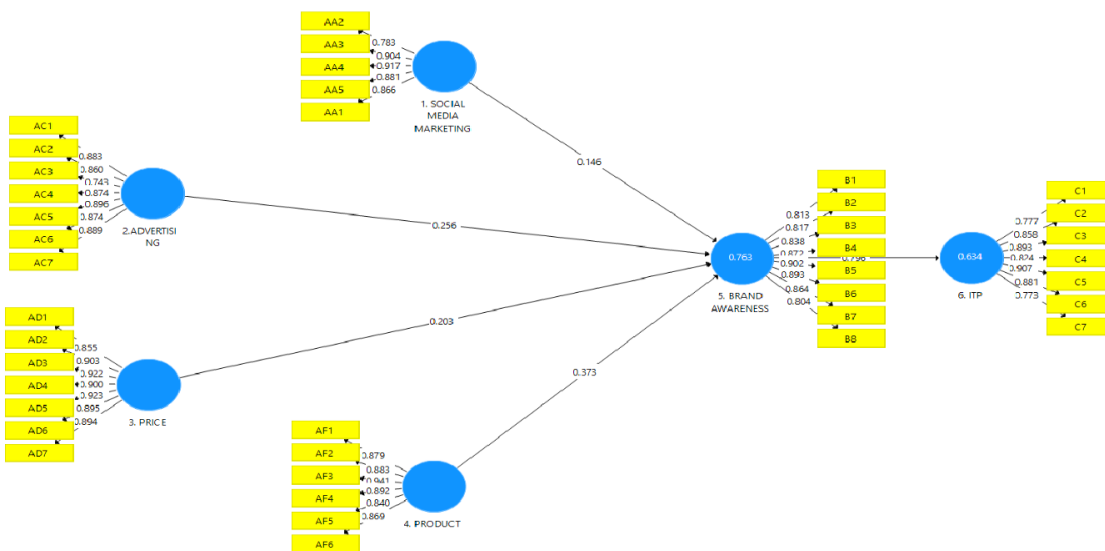 AA2
AA3
AA4
AA5
AA1
0.783
0.904
0.917
0.881
0.866
1. SOCIAL
MEDIA
MARKETING
0.146
AC1
AC2
AC3
AC4
AC5
AC6
AC7
0.883
0.860
0.743
0.874
0.896
0.874
0.889
2.ADVERTISI
NG
0.256
AD1
AD2
AD3
AD4
AD5
AD6
AD7
0.855
0.903
0.922
0.900
0.923
0.895
0.894
3. PRICE
0.203
AF1
AF2
AF3
AF4
AF5
AF6
0.879
0.883
0.941
0.892
0.840
0.869
4. PRODUCT
0.373
0.763
5. BRAND
AWARENESS
0.813
0.817
0.838
0.872
0.902
0.893
0.864
0.804
B1
B2
B3
B4
B5
B6
B7
B8
0.796
0.634
6. ITP
0.777
0.858
0.893
0.824
0.907
0.881
0.773
C1
C2
C3
C4
C5
C6
C7